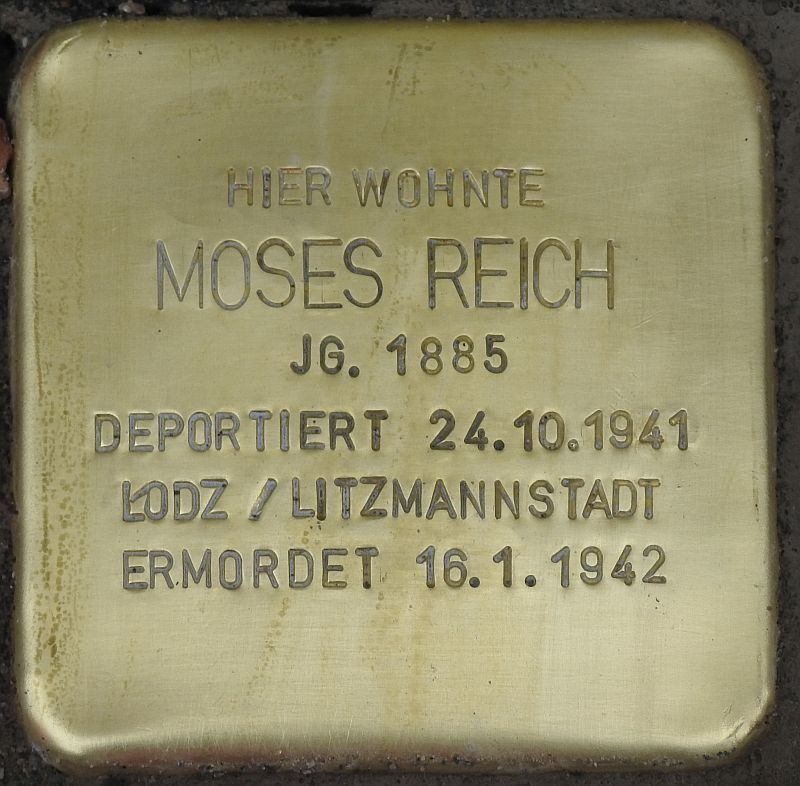 HIER WOHNTE
MOSES REICH
JG. 1885
DEPORTIERT 24.10.1941
ŁODZ / LITZMANNSTADT
ERMORDET 16.1.1942